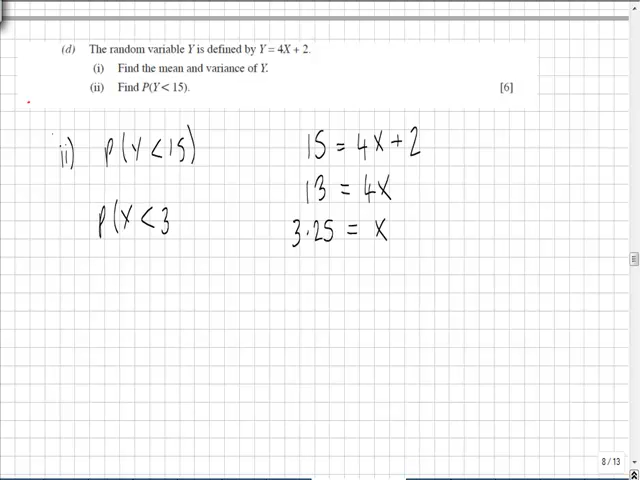 (d) The random variable Y is defined by Y = 4X + 2.
(i) Find the mean and variance of Y.
(ii) Find P(Y < 15). [6]
ii) P(Y < 15) 15 = 4X + 2
13 = 4X
P(X < 3
3.25 = X
8 / 13